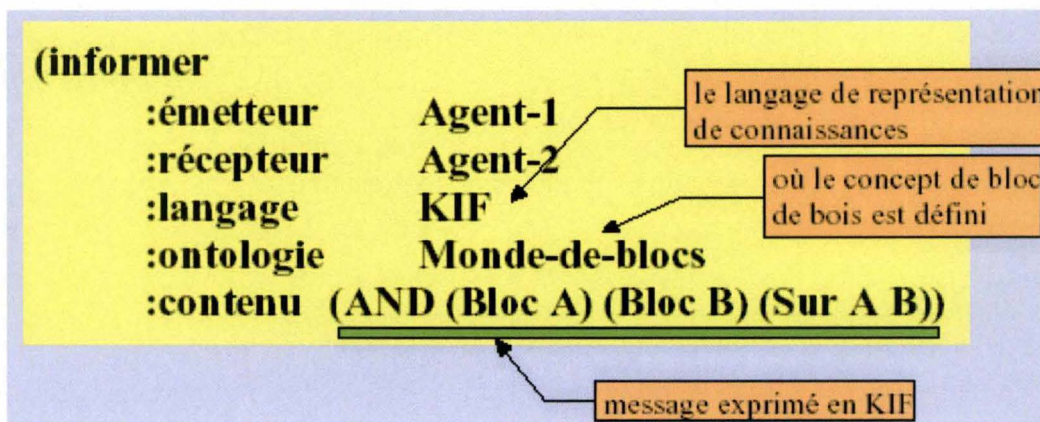 (informer
:émetteur Agent-1
:récepteur Agent-2
:langage KIF
:ontologie Monde-de-blocs
:contenu (AND (Bloc A) (Bloc B) (Sur A B))
le langage de représentation
de connaissances
où le concept de bloc
de bois est défini
message exprimé en KIF